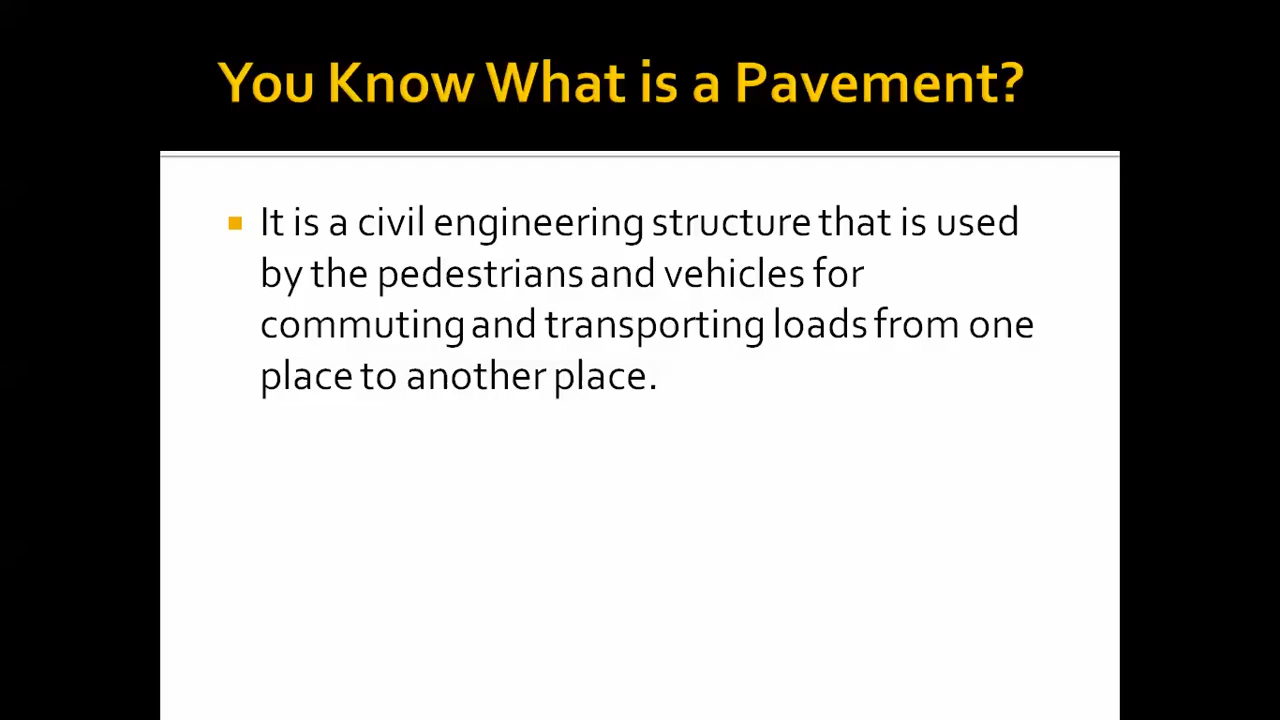 You Know What is a Pavement?
It is a civil engineering structure that is used
by the pedestrians and vehicles for
commuting and transporting loads from one
place to another place.